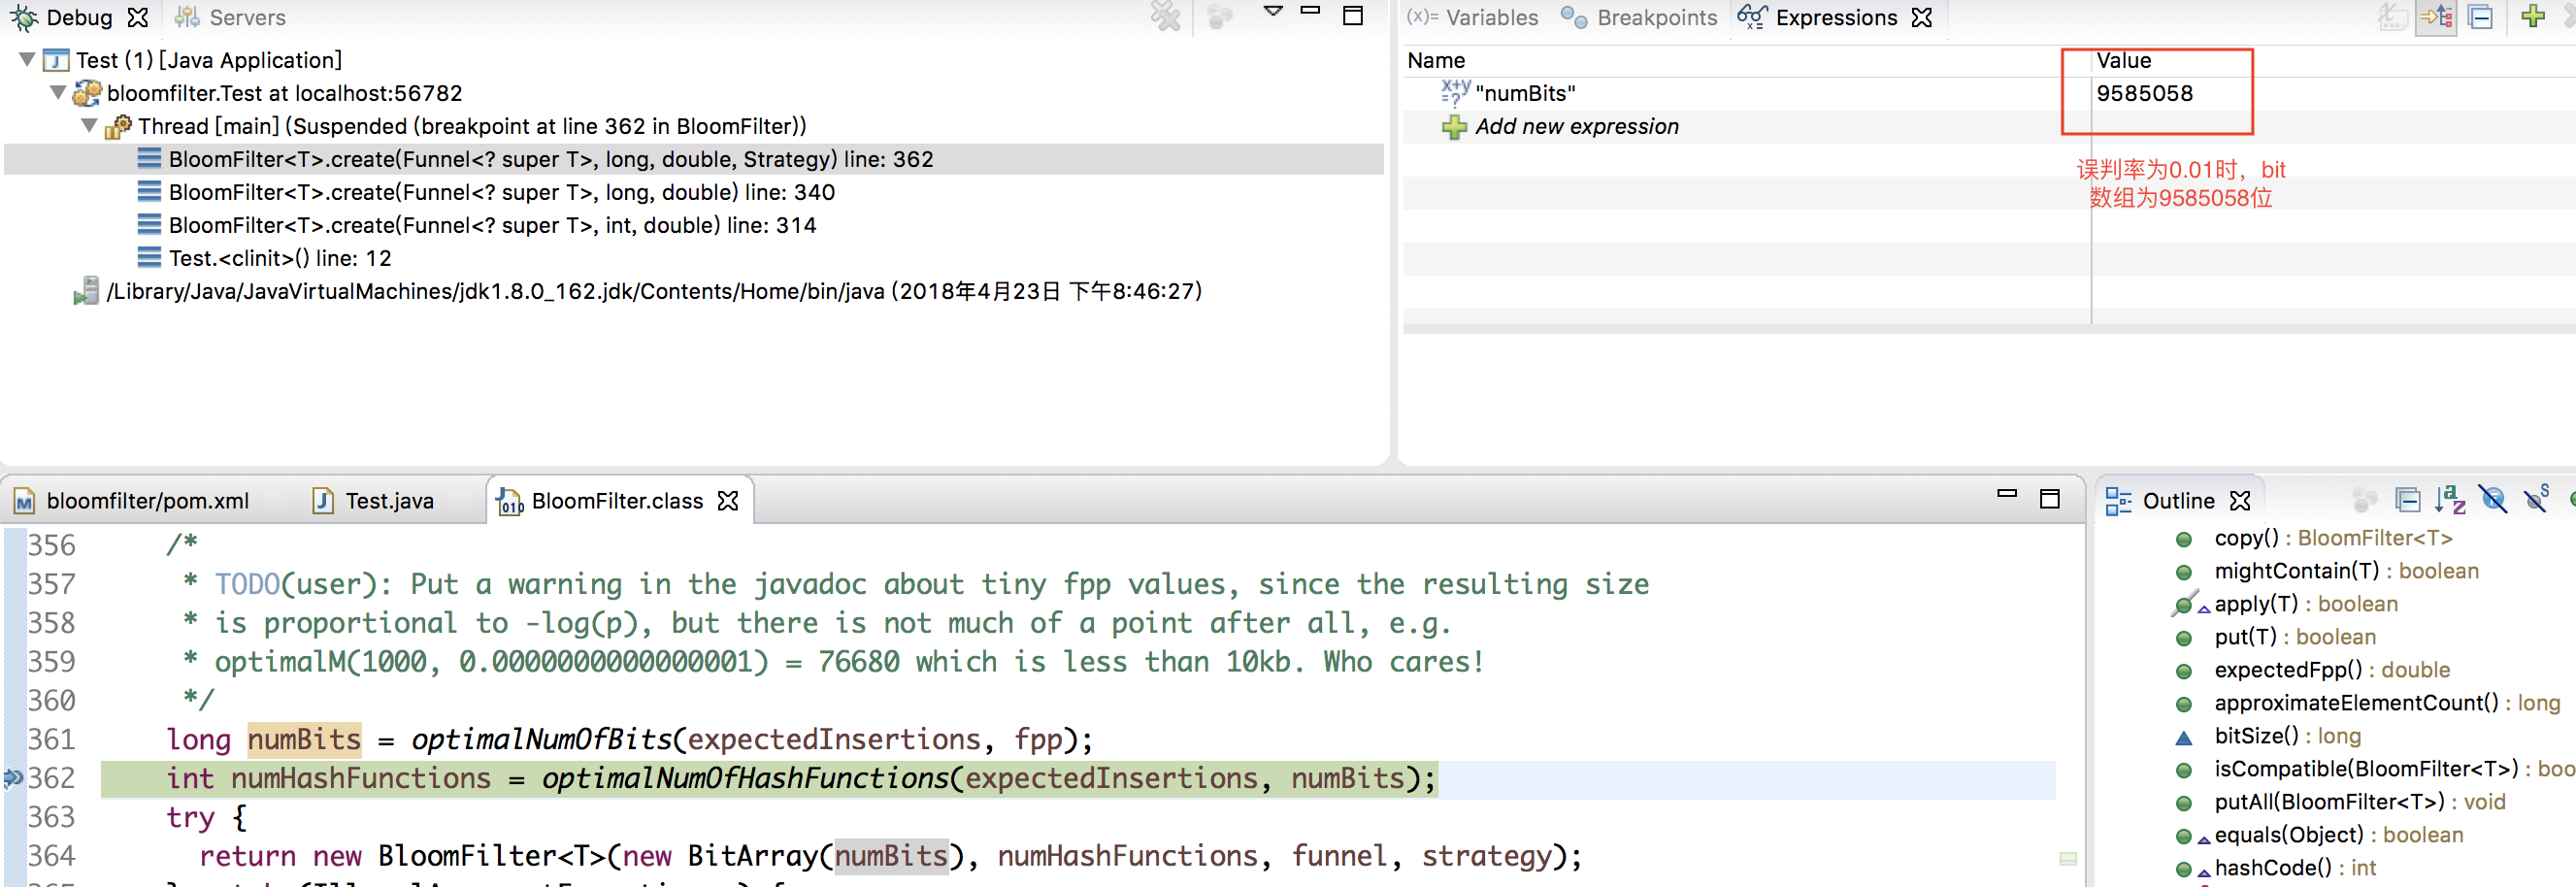 Debug
Servers
Test (1) [Java Application]
bloomfilter.Test at localhost:56782
Thread [main] (Suspended (breakpoint at line 362 in BloomFilter))
BloomFilter<T>.create(Funnel<? super T>, long, double, Strategy) line: 362
BloomFilter<T>.create(Funnel<? super T>, long, double) line: 340
BloomFilter<T>.create(Funnel<? super T>, int, double) line: 314
Test.<clinit>() line: 12
/Library/Java/JavaVirtualMachines/jdk1.8.0_162.jdk/Contents/Home/bin/java (2018年4月23日 下午8:46:27)
(x)= Variables
Breakpoints
Expressions
Name Value
"numBits" 9585058
Add new expression
误判率为0.01时，bit
数组为9585058位
bloomfilter/pom.xml
Test.java
BloomFilter.class
356 /*
357 * TODO(user): Put a warning in the javadoc about tiny fpp values, since the resulting size
358 * is proportional to -log(p), but there is not much of a point after all, e.g.
359 * optimalM(1000, 0.0000000000000001) = 76680 which is less than 10kb. Who cares!
360 */
361 long numBits = optimalNumOfBits(expectedInsertions, fpp);
362 int numHashFunctions = optimalNumOfHashFunctions(expectedInsertions, numBits);
363 try {
364 return new BloomFilter<T>(new BitArray(numBits), numHashFunctions, funnel, strategy);
Outline
copy() : BloomFilter<T>
mightContain(T) : boolean
apply(T) : boolean
put(T) : boolean
expectedFpp() : double
approximateElementCount() : long
bitSize() : long
isCompatible(BloomFilter<T>) : boo
putAll(BloomFilter<T>) : void
equals(Object) : boolean
hashCode() : int